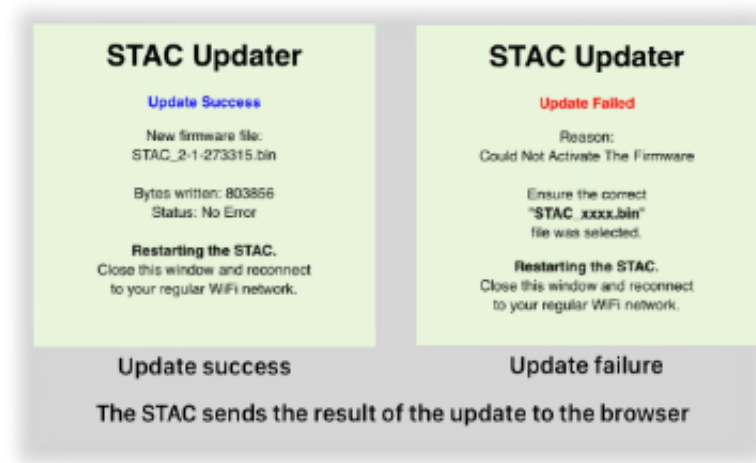 STAC Updater
Update Success
New firmware file:
STAC_2-1-273315.bin
Bytes written: 803856
Status: No Error
Restarting the STAC.
Close this window and reconnect
to your regular WiFi network.
Update success
STAC Updater
Update Failed
Reason:
Could Not Activate The Firmware
Ensure the correct
"STAC_xxxx.bin"
file was selected.
Restarting the STAC.
Close this window and reconnect
to your regular WiFi network.
Update failure
The STAC sends the result of the update to the browser